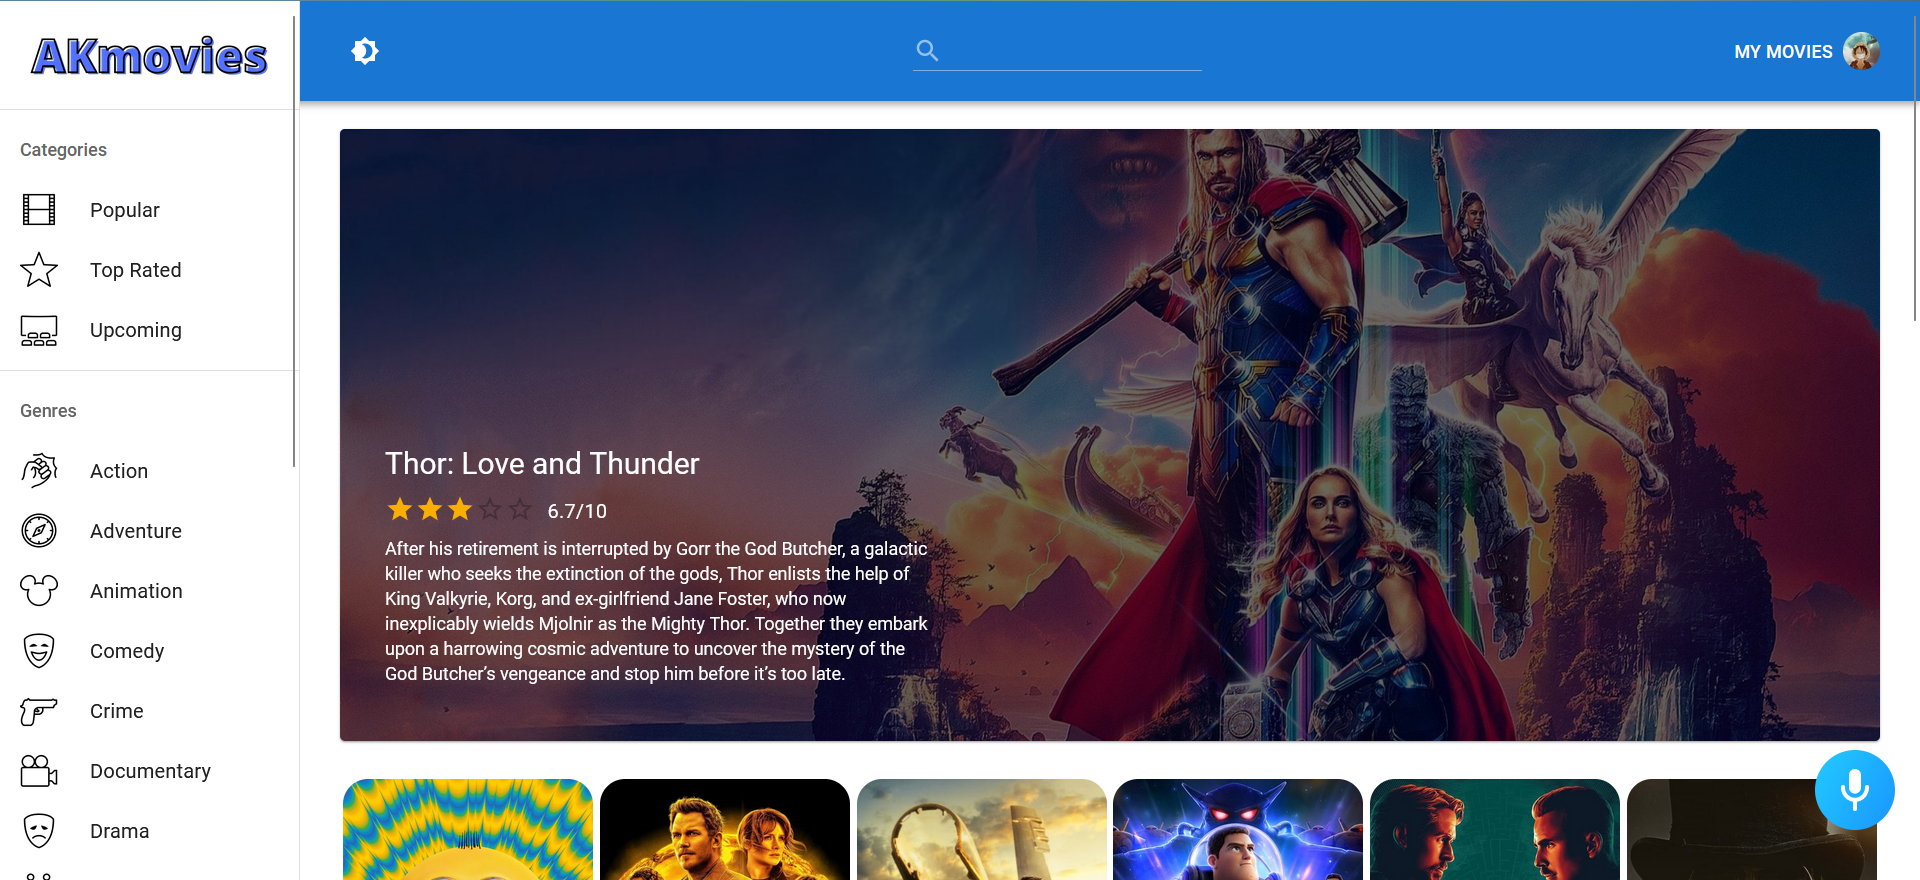 AKmovies
MY MOVIES
Categories
Popular
Top Rated
Upcoming
Genres
Action
Adventure
Animation
Comedy
Crime
Documentary
Drama
Thor: Love and Thunder
6.7/10
After his retirement is interrupted by Gorr the God Butcher, a galactic
killer who seeks the extinction of the gods, Thor enlists the help of
King Valkyrie, Korg, and ex-girlfriend Jane Foster, who now
inexplicably wields Mjolnir as the Mighty Thor. Together they embark
upon a harrowing cosmic adventure to uncover the mystery of the
God Butcher’s vengeance and stop him before it’s too late.